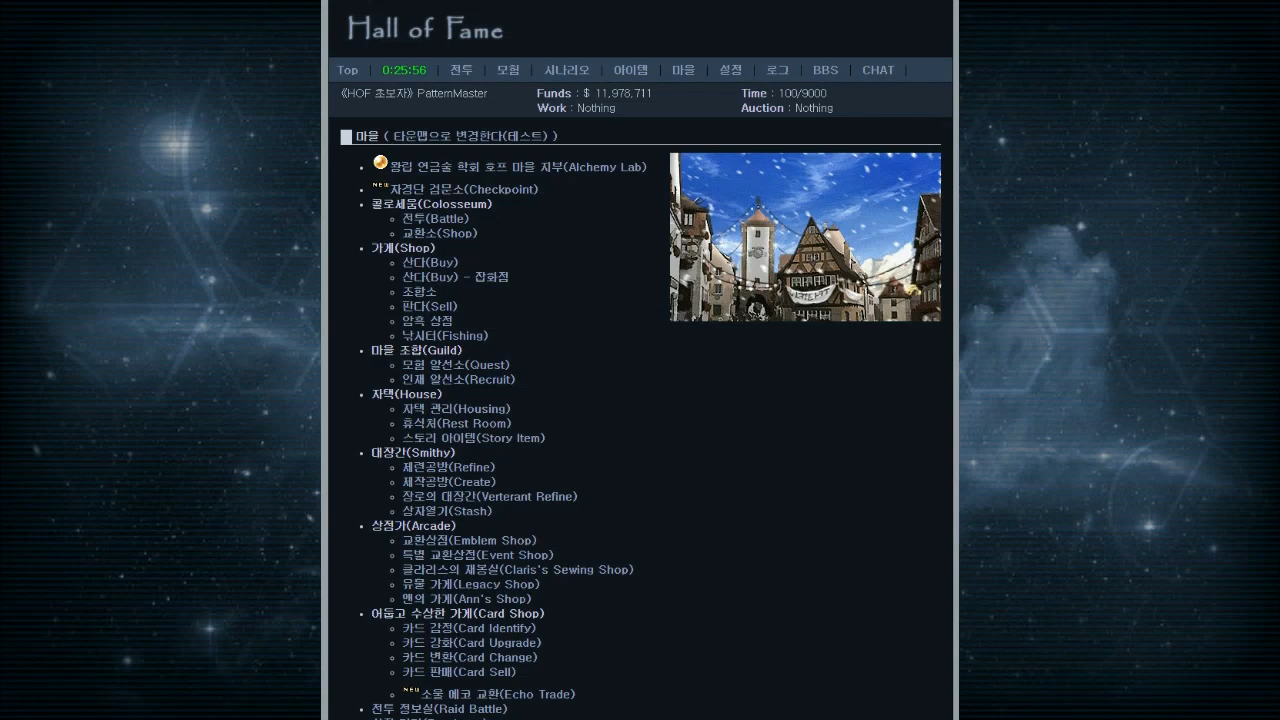 Hall of Fame
Top | 0:25:56 | 전투 | 모험 | 시나리오 | 아이템 | 마을 | 설정 | 로그 | BBS | CHAT |
《HOF 초보자》 PatternMaster Funds : $ 11,978,711 Time : 100/9000
Work : Nothing Auction : Nothing
마을 ( 타운맵으로 변경한다(테스트) )
왕립 연금술 학회 호프 마을 지부(Alchemy Lab)
NEW 자경단 검문소(Checkpoint)
콜로세움(Colosseum)
전투(Battle)
교환소(Shop)
가게(Shop)
산다(Buy)
산다(Buy) - 잡화점
조합소
판다(Sell)
암흑 상점
낚시터(Fishing)
마을 조합(Guild)
모험 알선소(Quest)
인재 알선소(Recruit)
자택(House)
자택 관리(Housing)
휴식처(Rest Room)
스토리 아이템(Story Item)
대장간(Smithy)
제련공방(Refine)
제작공방(Create)
장로의 대장간(Verterant Refine)
상자열기(Stash)
상점가(Arcade)
교환상점(Emblem Shop)
특별 교환상점(Event Shop)
클라리스의 재봉실(Claris's Sewing Shop)
유물 가게(Legacy Shop)
앤의 가게(Ann's Shop)
어둡고 수상한 가게(Card Shop)
카드 감정(Card Identify)
카드 강화(Card Upgrade)
카드 변환(Card Change)
카드 판매(Card Sell)
NEW 소울 에코 교환(Echo Trade)
전투 정보실(Raid Battle)